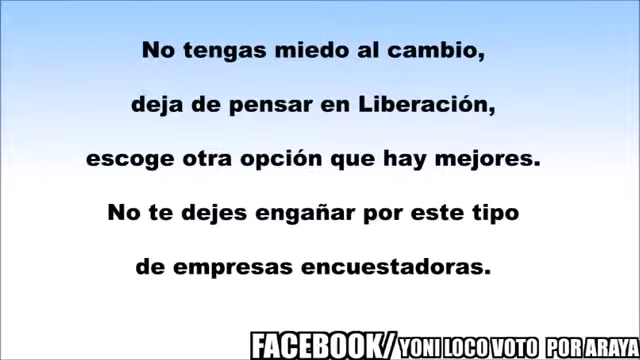 No tengas miedo al cambio,
deja de pensar en Liberación,
escoge otra opción que hay mejores.
No te dejes engañar por este tipo
de empresas encuestadoras.
FACEBOOK/ YONI LOCO VOTO POR ARAYA